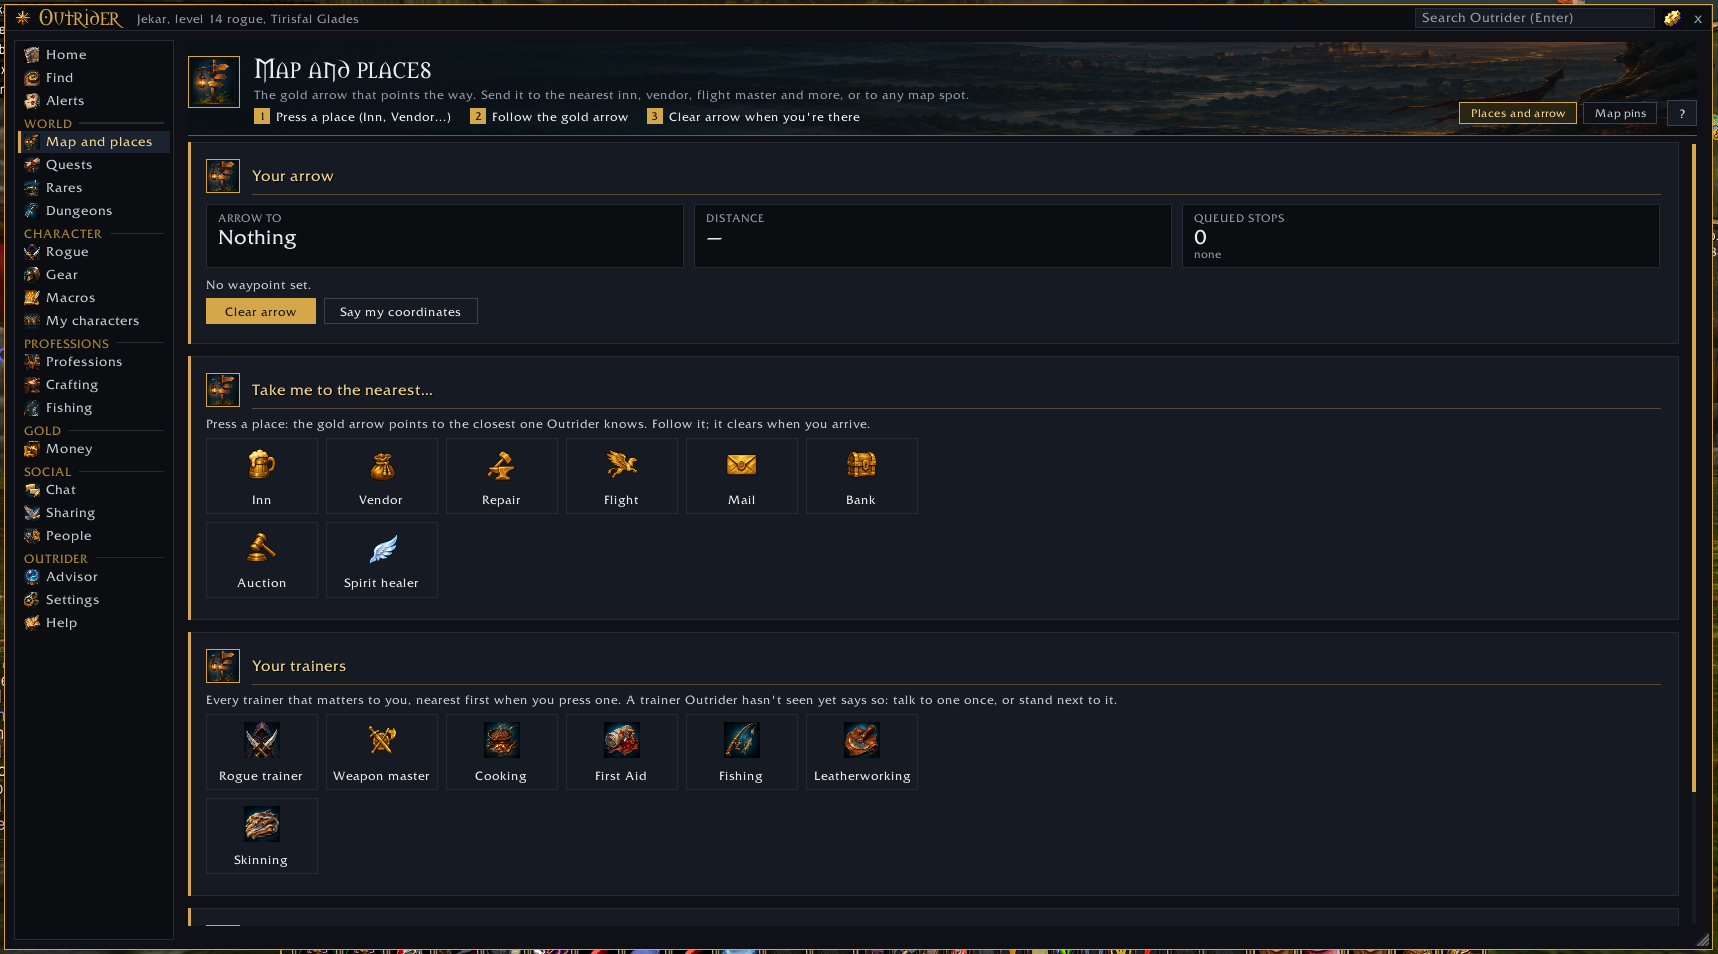 OUTRIDER
Jekar, level 14 rogue, Tirisfal Glades
Search Outrider (Enter)
x
Home
Find
Alerts
WORLD
Map and places
Quests
Rares
Dungeons
CHARACTER
Rogue
Gear
Macros
My characters
PROFESSIONS
Professions
Crafting
Fishing
GOLD
Money
SOCIAL
Chat
Sharing
People
OUTRIDER
Advisor
Settings
Help
MAP AND PLACES
The gold arrow that points the way. Send it to the nearest inn, vendor, flight master and more, or to any map spot.
1 Press a place (Inn, Vendor...) 2 Follow the gold arrow 3 Clear arrow when you're there
Places and arrow Map pins ?
Your arrow
ARROW TO
Nothing
DISTANCE
—
QUEUED STOPS
0
none
No waypoint set.
Clear arrow Say my coordinates
Take me to the nearest...
Press a place: the gold arrow points to the closest one Outrider knows. Follow it; it clears when you arrive.
Inn Vendor Repair Flight Mail Bank
Auction Spirit healer
Your trainers
Every trainer that matters to you, nearest first when you press one. A trainer Outrider hasn't seen yet says so: talk to one once, or stand next to it.
Rogue trainer Weapon master Cooking First Aid Fishing Leatherworking
Skinning